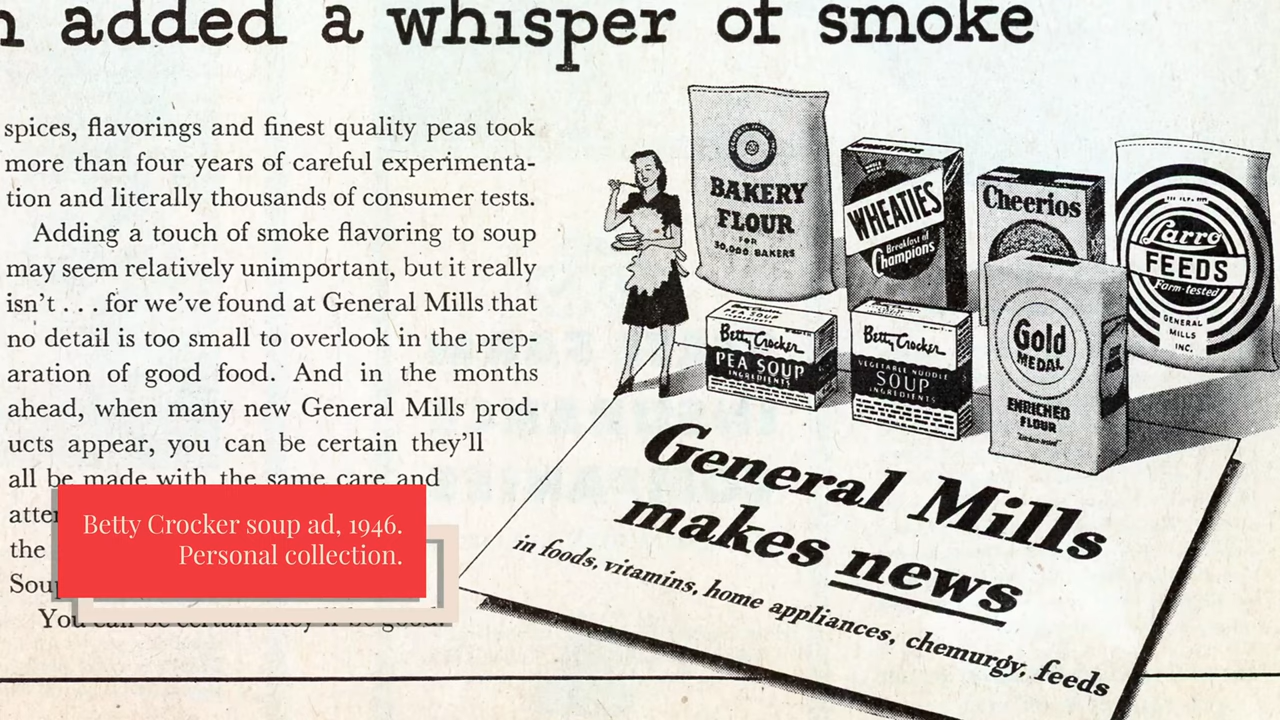 added a whisper of smoke
spices, flavorings and finest quality peas took
more than four years of careful experimenta-
tion and literally thousands of consumer tests.
Adding a touch of smoke flavoring to soup
may seem relatively unimportant, but it really
isn't . . . for we've found at General Mills that
no detail is too small to overlook in the prep-
aration of good food. And in the months
ahead, when many new General Mills prod-
ucts appear, you can be certain they'll
all be made with the same care and
the
You can be certain they'll be good.
Betty Crocker soup ad, 1946.
Personal collection.
BAKERY
FLOUR
FOR
30,000 BAKERS
WHEATIES
WHEATIES
Breakfast of
Champions
Cheerios
Larro
FEEDS
Farm-tested
GENERAL
MILLS
INC.
Betty Crocker
PEA SOUP
INGREDIENTS
Betty Crocker
VEGETABLE NOODLE
SOUP
INGREDIENTS
Gold
MEDAL
ENRICHED
FLOUR
"Kitchen-tested"
General Mills
makes news
in foods, vitamins, home appliances, chemurgy, feeds